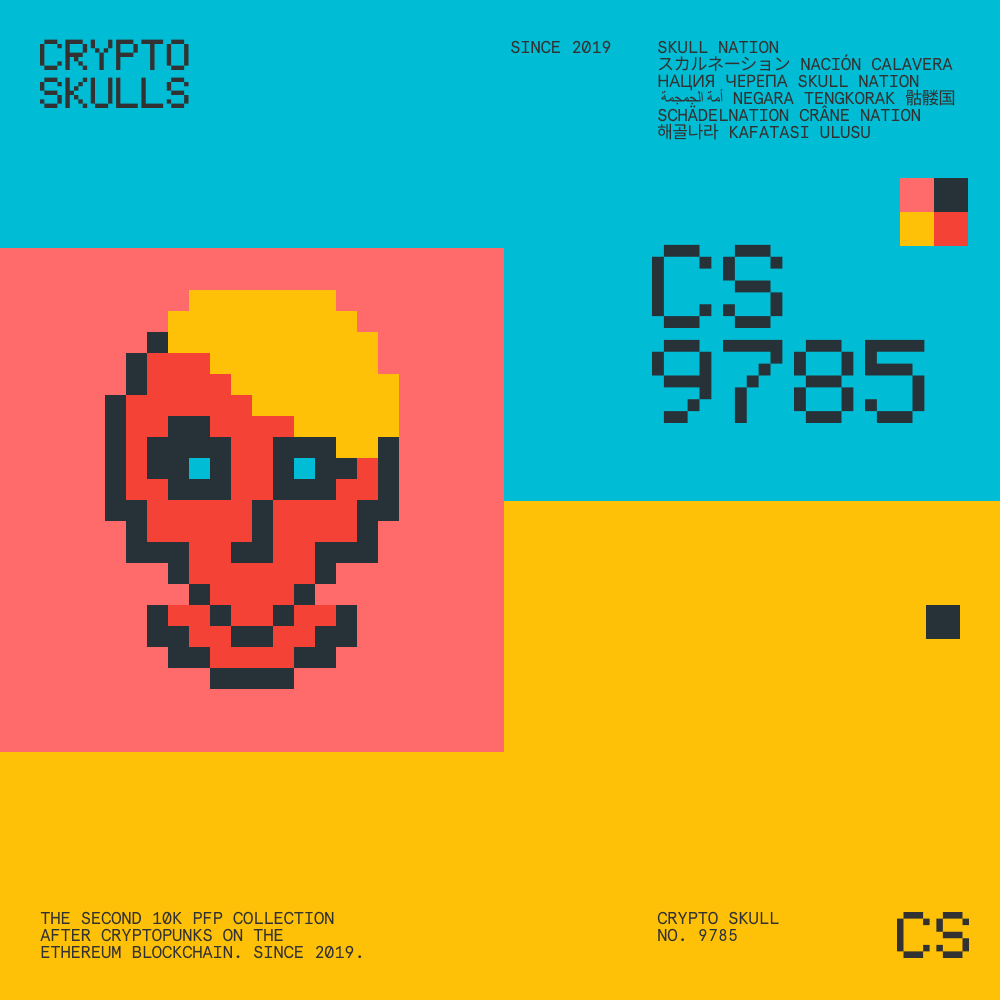 CRYPTO
SKULLS
SINCE 2019
SKULL NATION
スカルネーション NACIÓN CALAVERA
НАЦИЯ ЧЕРЕПА SKULL NATION
أمة الجمجمة NEGARA TENGKORAK 骷髅国
SCHÄDELNATION CRÂNE NATION
해골나라 KAFATASI ULUSU
CS
9785
THE SECOND 10K PFP COLLECTION
AFTER CRYPTOPUNKS ON THE
ETHEREUM BLOCKCHAIN. SINCE 2019.
CRYPTO SKULL
NO. 9785
CS